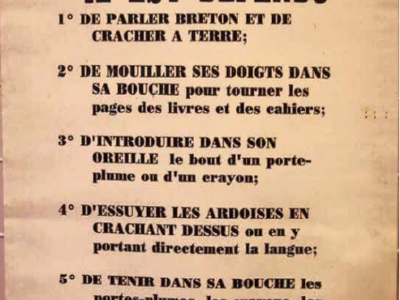 1° DE PARLER BRETON ET DE
CRACHER A TERRE;
2° DE MOUILLER SES DOIGTS DANS
SA BOUCHE pour tourner les
pages des livres et des cahiers;
3° D'INTRODUIRE DANS SON
OREILLE le bout d'un porte-
plume ou d'un crayon;
4° D'ESSUYER LES ARDOISES EN
CRACHANT DESSUS ou en y
portant directement la langue;
5° DE TENIR DANS SA BOUCHE les